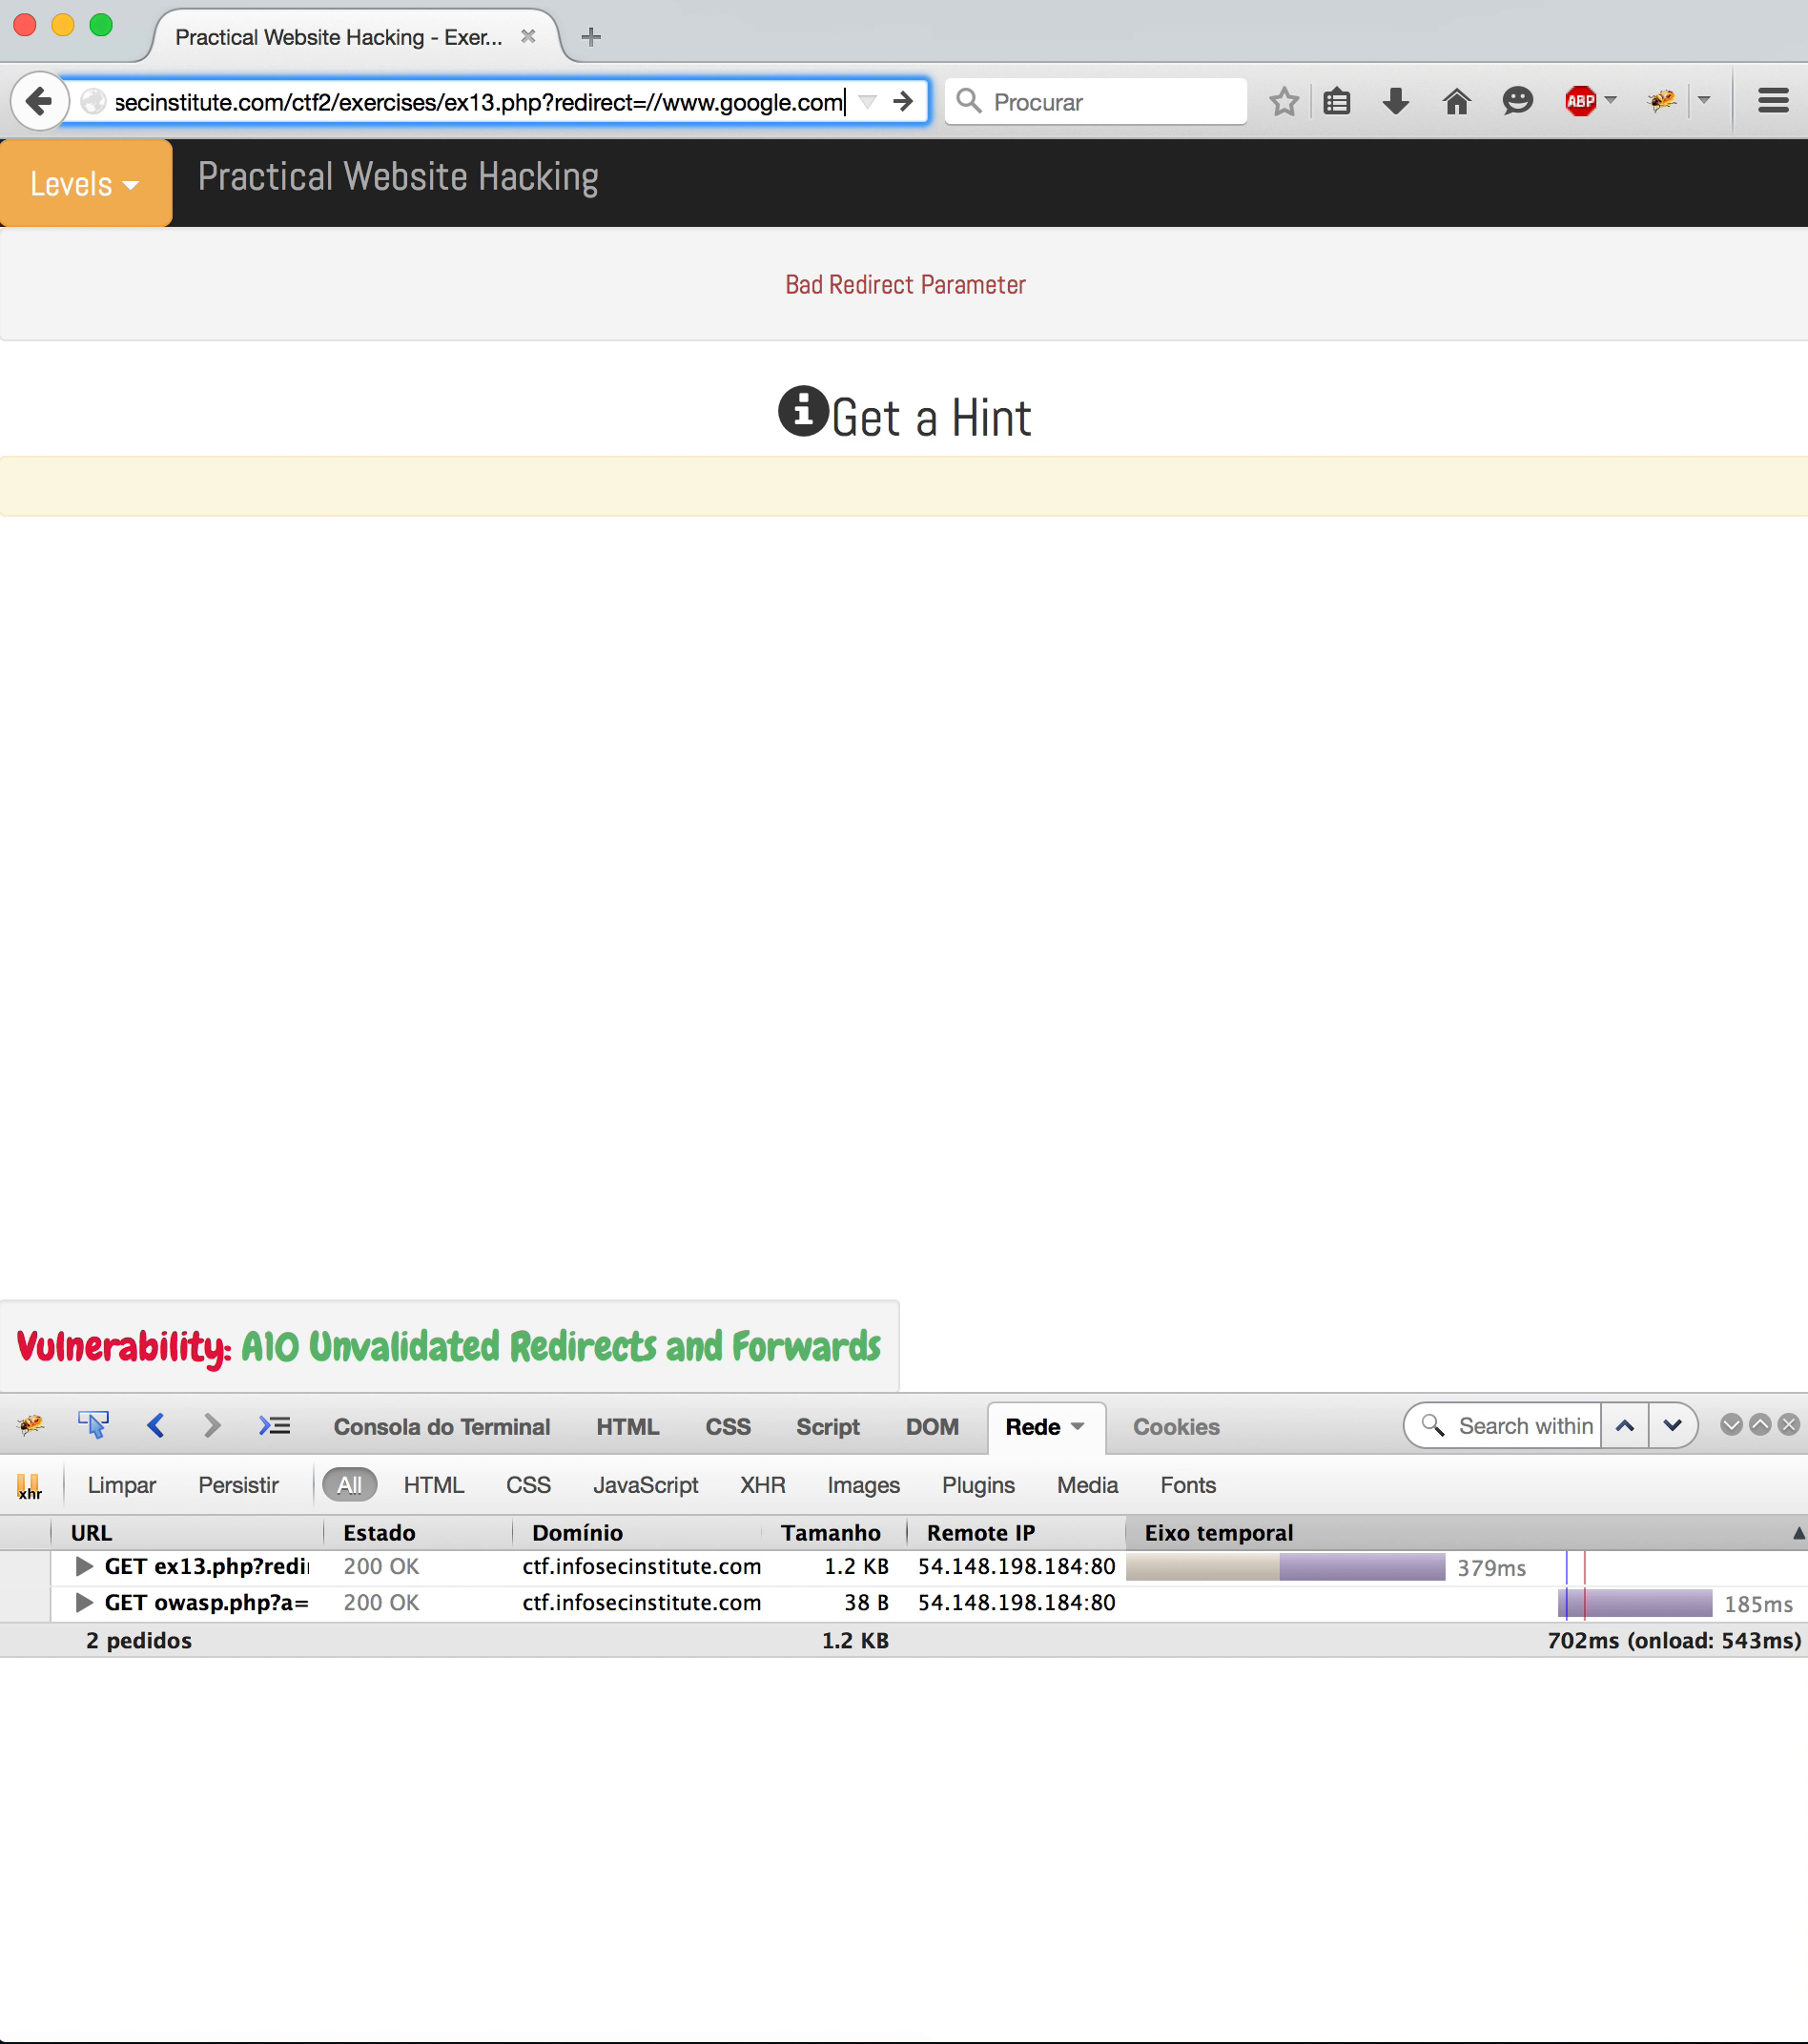 Practical Website Hacking - Exer...
secinstitute.com/ctf2/exercises/ex13.php?redirect=//www.google.com
Procurar
ABP
Levels
Practical Website Hacking
Bad Redirect Parameter
Get a Hint
Vulnerability: A10 Unvalidated Redirects and Forwards
Consola do Terminal HTML CSS Script DOM Rede Cookies Search within
xhr Limpar Persistir All HTML CSS JavaScript XHR Images Plugins Media Fonts
URL Estado Domínio Tamanho Remote IP Eixo temporal
GET ex13.php?redi 200 OK ctf.infosecinstitute.com 1.2 KB 54.148.198.184:80 379ms
GET owasp.php?a= 200 OK ctf.infosecinstitute.com 38 B 54.148.198.184:80 185ms
2 pedidos 1.2 KB 702ms (onload: 543ms)